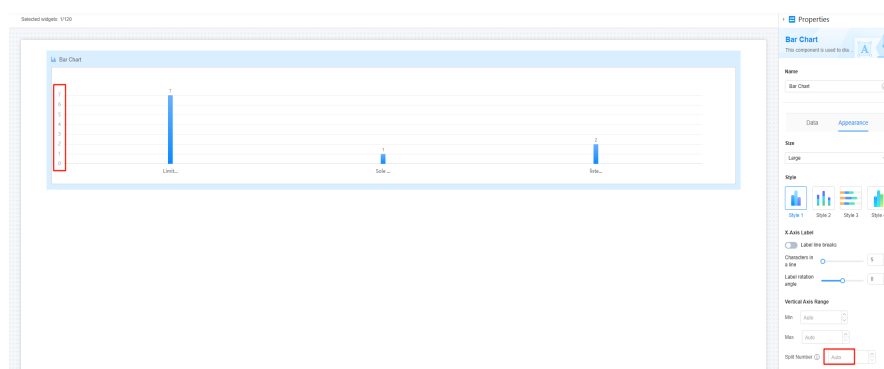 Selected widgets: 1/120
Properties
Bar Chart
This component is used to dis ...
Name
Bar Chart
Data Appearance
Size
Large
Style
Style 1 Style 2 Style 3 Style
X-Axis Label
Label line breaks
Characters in
a line
5
Label rotation
angle
0
Vertical Axis Range
Min Auto
Max Auto
Split Number Auto
Bar Chart
7
6
5
4
3
2
1
0
7
1
2
Limit...
Sole ...
liste...
A